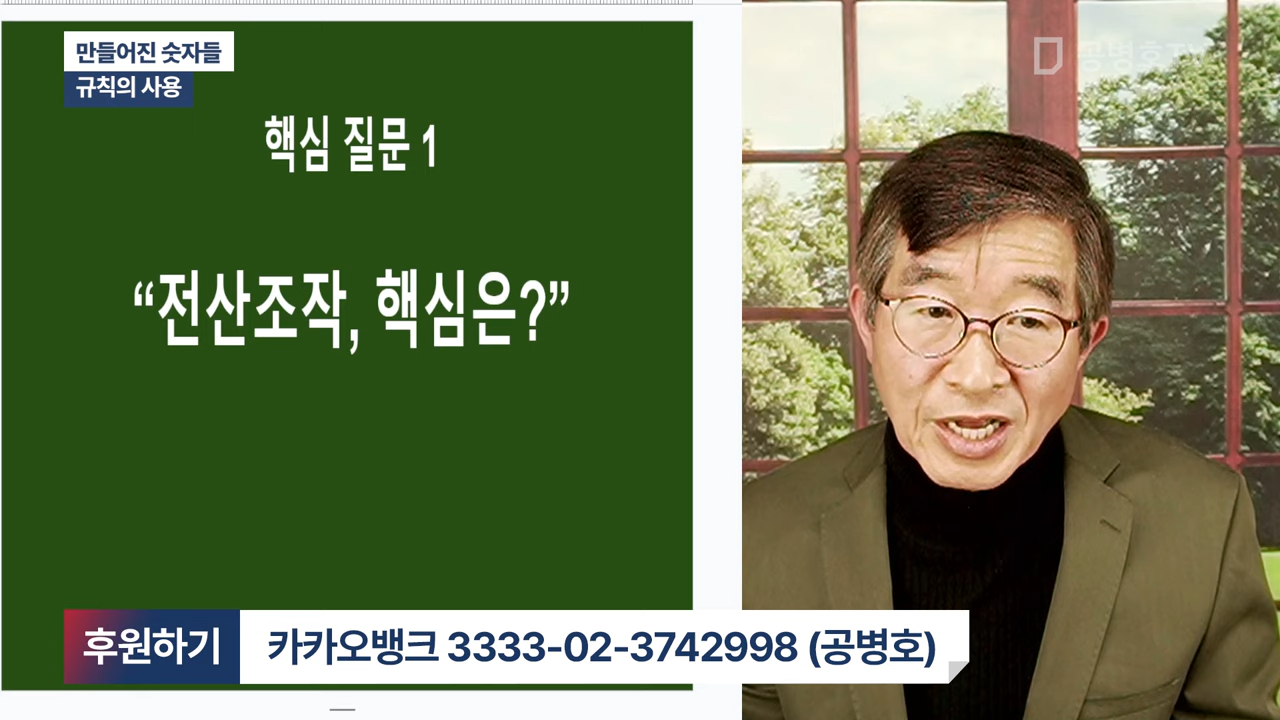 만들어진 숫자들
규칙의 사용
공병호TV
핵심 질문 1
“전산조작, 핵심은?”
후원하기
카카오뱅크 3333-02-3742998 (공병호)